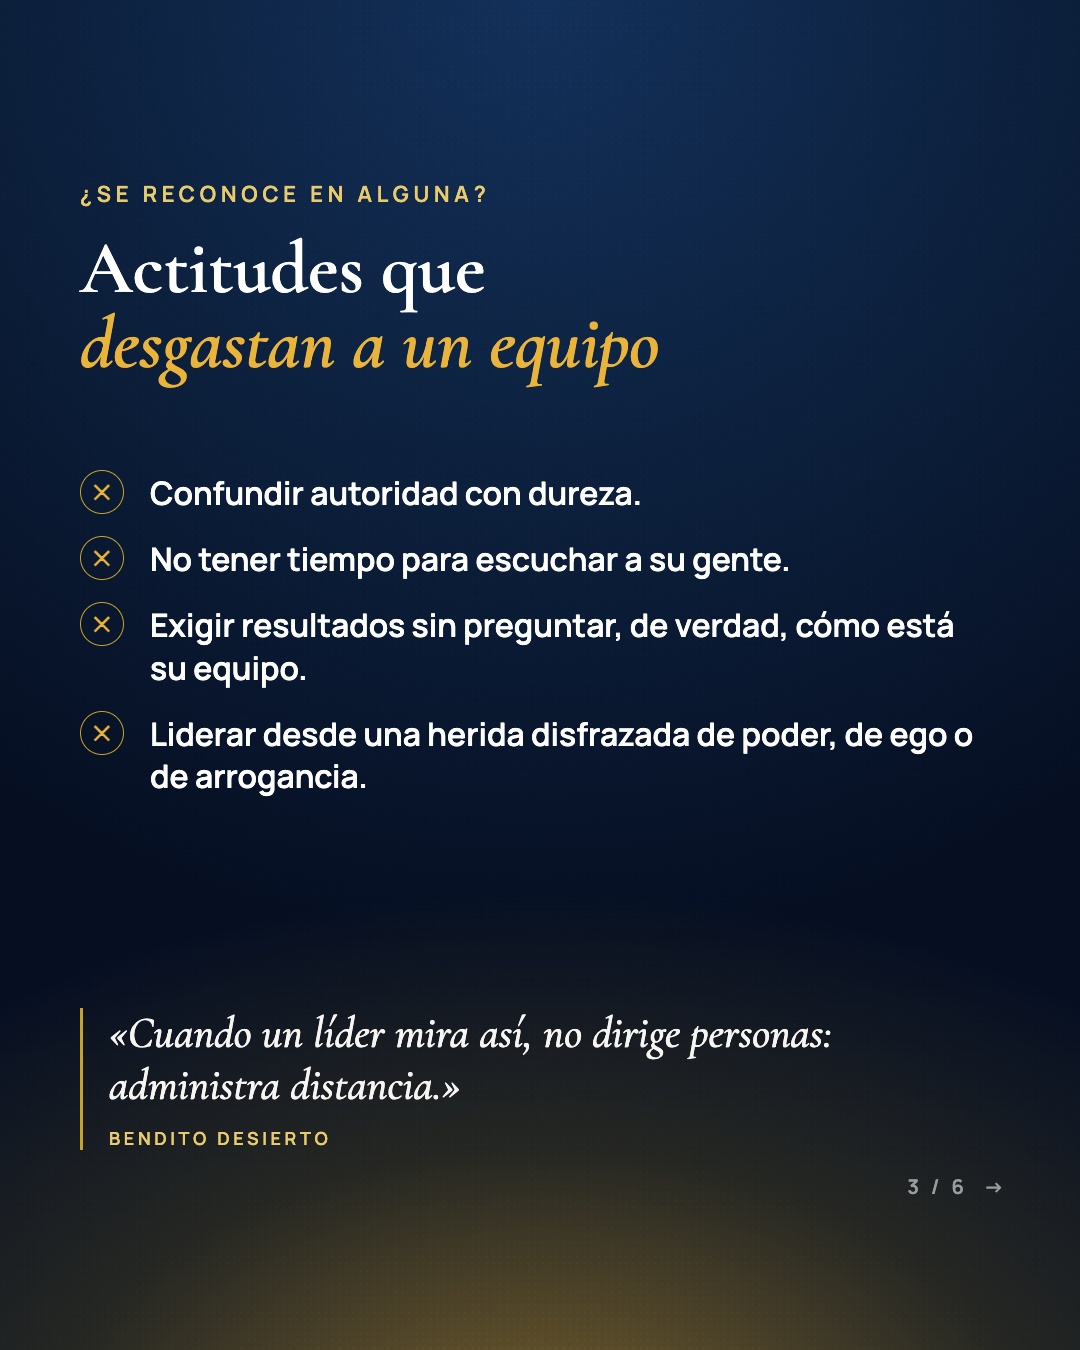 ¿SE RECONOCE EN ALGUNA?
Actitudes que
desgastan a un equipo
Confundir autoridad con dureza.
No tener tiempo para escuchar a su gente.
Exigir resultados sin preguntar, de verdad, cómo está
su equipo.
Liderar desde una herida disfrazada de poder, de ego o
de arrogancia.
«Cuando un líder mira así, no dirige personas:
administra distancia.»
BENDITO DESIERTO
3 / 6 →